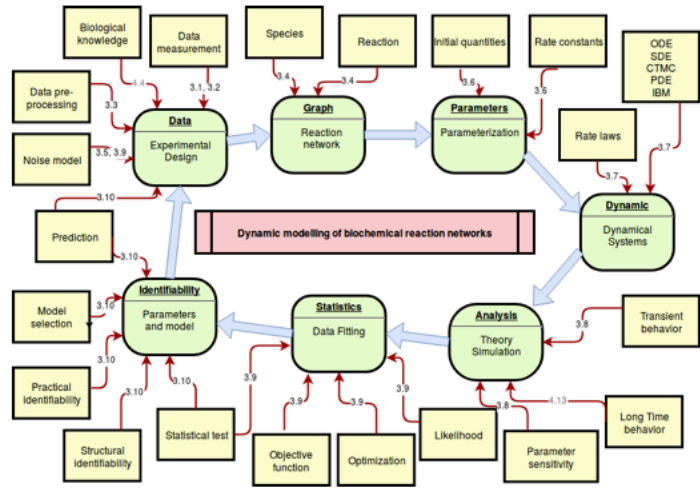 Biological
knowledge
Data
measurement
Species
Reaction
Initial quantities
Rate constants
ODE
SDE
CTMC
PDE
IBM
4.4
3.1, 3.2
3.4
3.4
3.6
3.6
3.7
Data pre-
processing
3.3
Data
Experimental
Design
Graph
Reaction
network
Parameters
Parameterization
Rate laws
3.7
Noise model
3.5, 3.9
3.10
Prediction
3.10
Dynamic modelling of biochemical reaction networks
Dynamic
Dynamical
Systems
Identifiability
Parameters
and model
Statistics
Data Fitting
Analysis
Theory
Simulation
Transient
behavior
3.8
Model
selection
3.10
Practical
identifiability
3.10
Structural
identifiability
3.10
3.10
Statistical test
3.9
Objective
function
3.9
Optimization
3.9
Likelihood
3.9
Parameter
sensitivity
3.8
Long Time
behavior
4.13